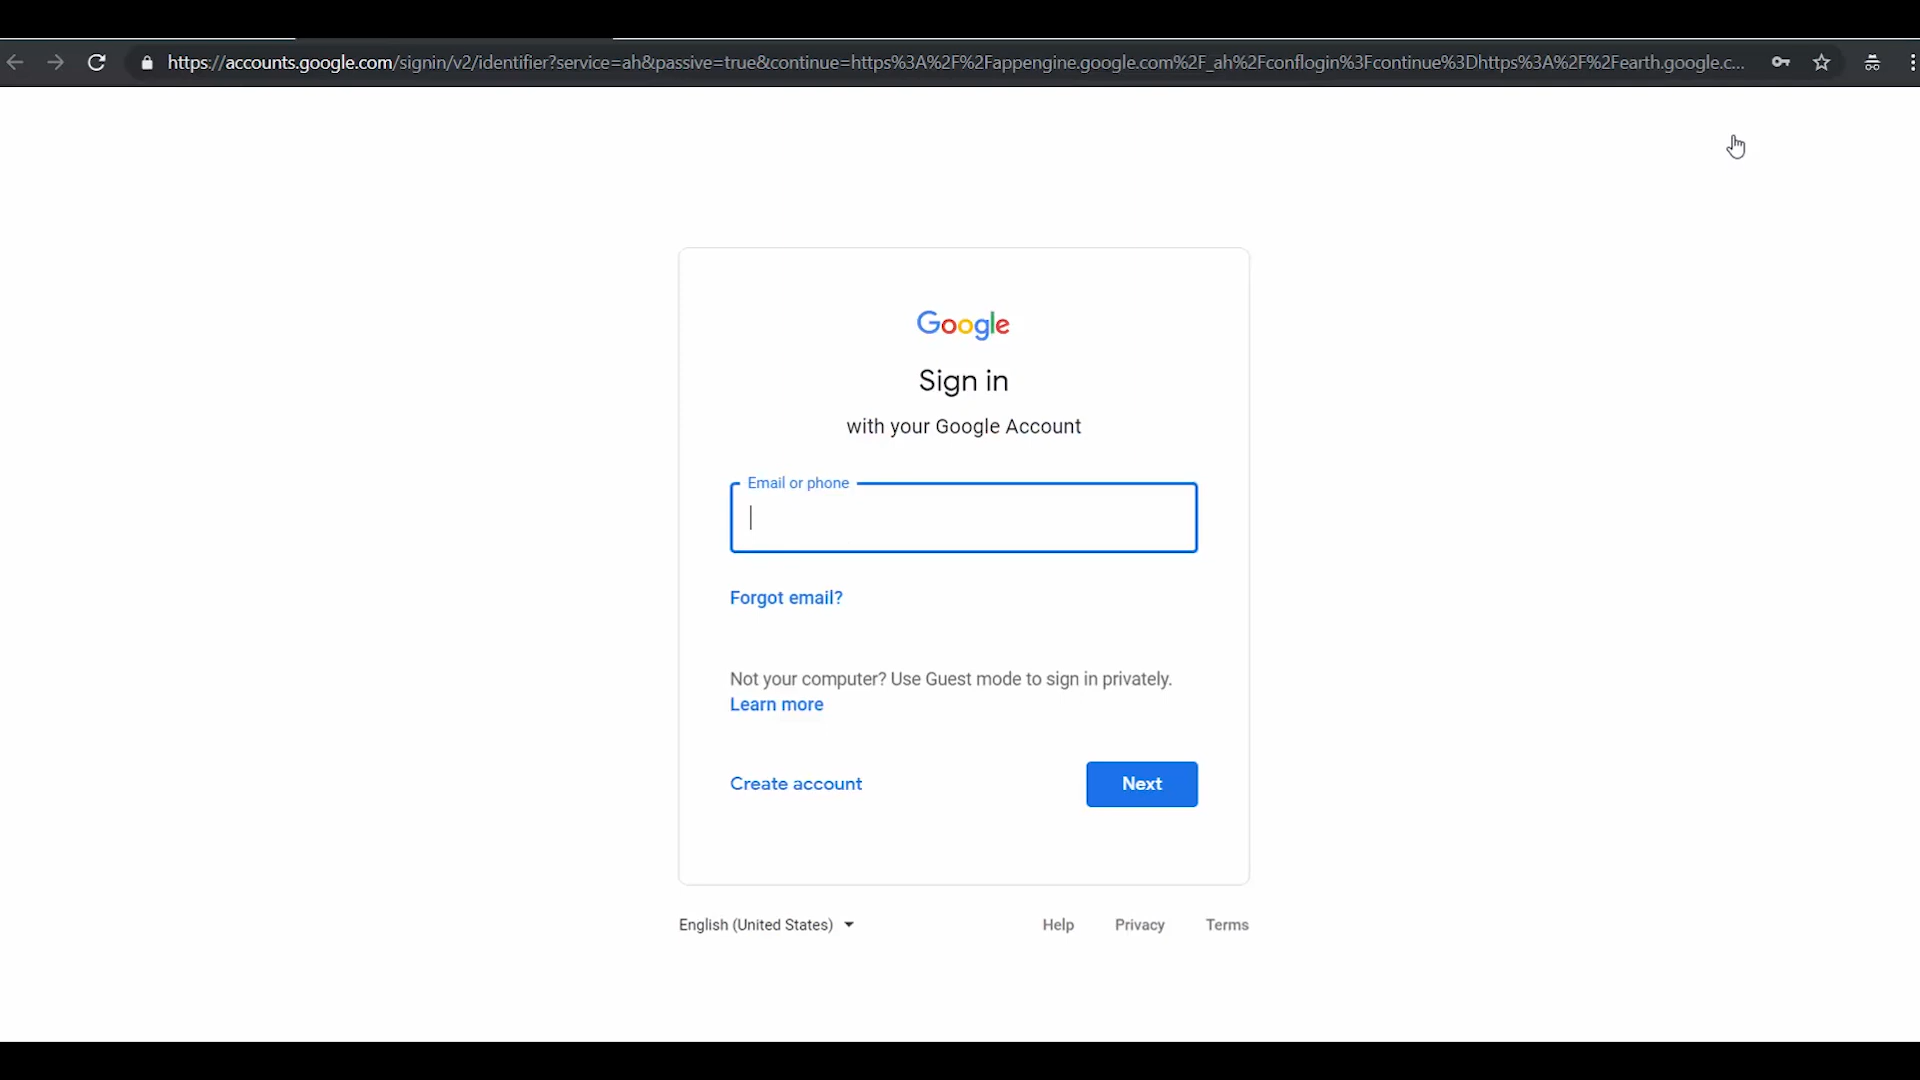 https://accounts.google.com/signin/v2/identifier?service=ah&passive=true&continue=https%3A%2F%2Fappengine.google.com%2F_ah%2Fconflogin%3Fcontinue%3Dhttps%3A%2F%2Fearth.google.c...
Google
Sign in
with your Google Account
Email or phone
Forgot email?
Not your computer? Use Guest mode to sign in privately.
Learn more
Create account
Next
English (United States)
Help
Privacy
Terms